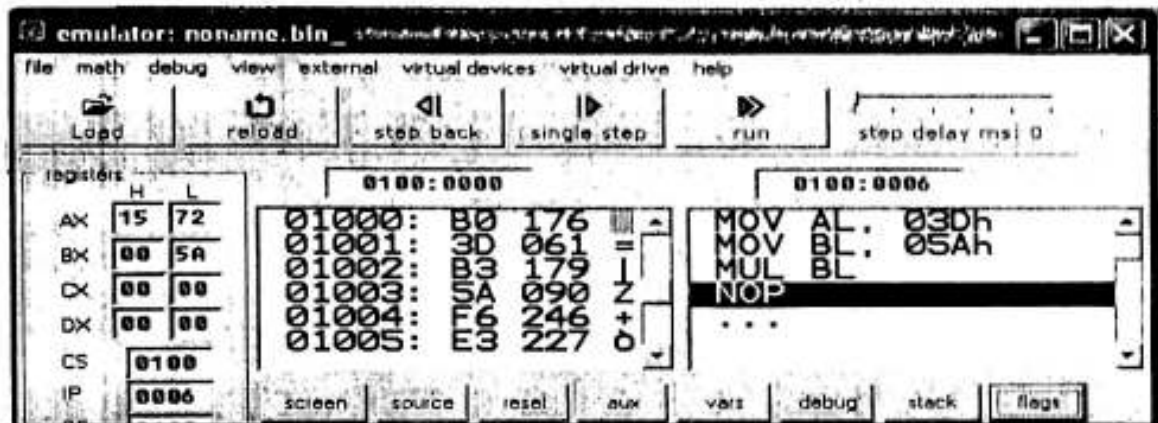 emulator: noname.bin_
file math debug view external virtual devices virtual drive help
Load reload step back single step run step delay ms: 0
registers
H L
0100:0000
0100:0006
AX 15 72
BX 00 5A
CX 00 00
DX 00 00
CS 0100
IP 0006
01000: B0 176 ▒
01001: 3D 061 =
01002: B3 179 |
01003: 5A 090 Z
01004: F6 246 +
01005: E3 227 ò
MOV AL, 03Dh
MOV BL, 05Ah
MUL BL
NOP
...
screen source reset aux vars debug stack flags